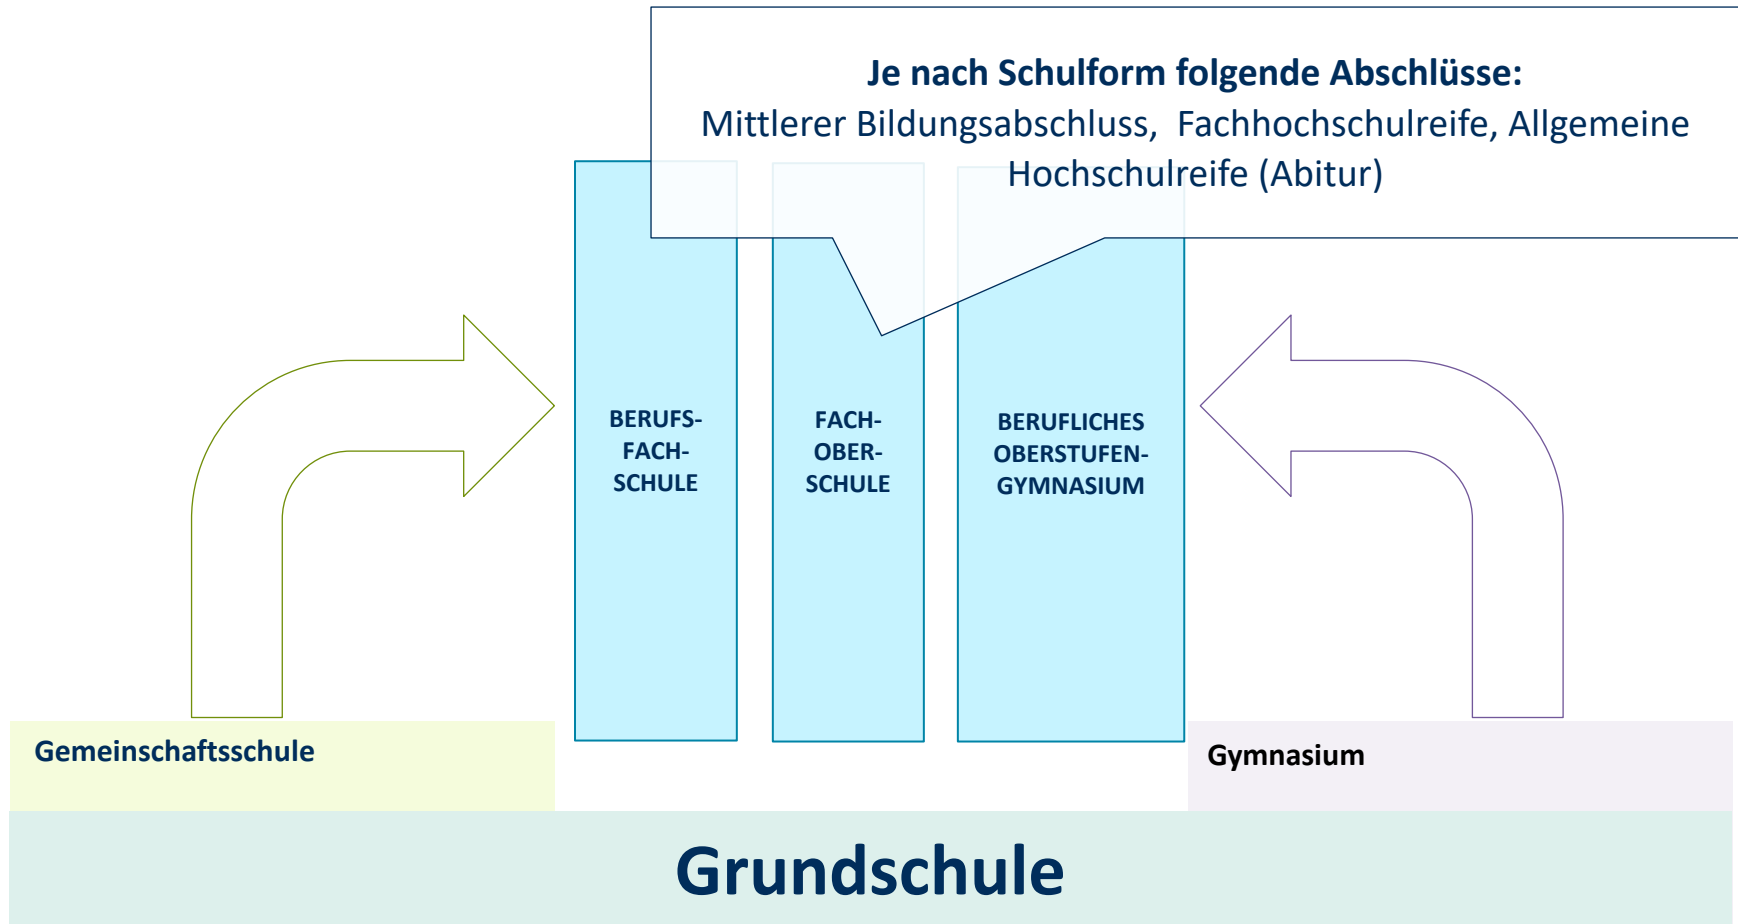 Je nach Schulform folgende Abschlüsse:
Mittlerer Bildungsabschluss, Fachhochschulreife, Allgemeine
Hochschulreife (Abitur)
BERUFS-
FACH-
SCHULE
FACH-
OBER-
SCHULE
BERUFLICHES
OBERSTUFEN-
GYMNASIUM
Gemeinschaftsschule
Gymnasium
Grundschule